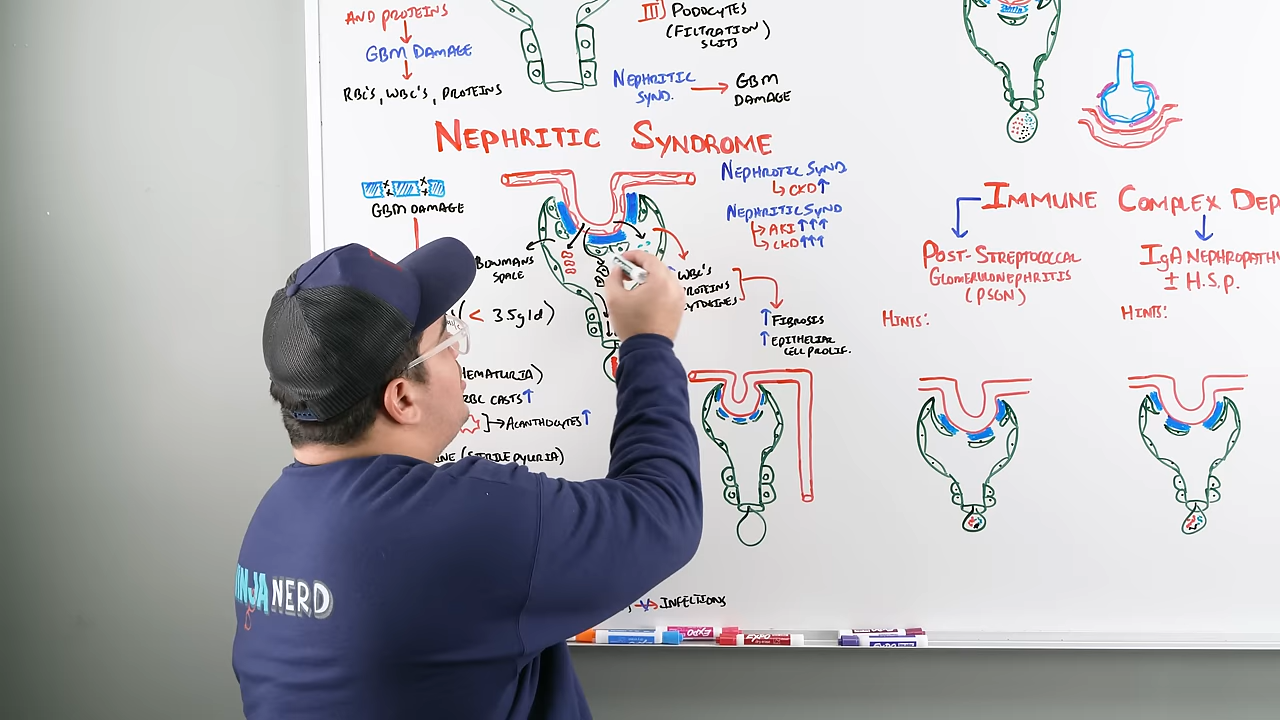 AND PROTEINS
GBM DAMAGE
RBC'S, WBC'S, PROTEINS
III) PODOCYTES
(FILTRATION)
SLITS
NEPHRITIC
SYND.
GBM
DAMAGE
NEPHRITIC SYNDROME
GBM DAMAGE
NEPHROTIC SYND
CKD↑
NEPHRITIC SYND
AKI↑↑↑
CKD↑↑↑
BOWMANS
SPACE
WBC'S
PROTEINS
CYTOKINES
↑FIBROSIS
↑EPITHELIAL
CELL PROLIF.
(< 3.5g/d)
HEMATURIA)
RBC CASTS↑
ACANTHOCYTES↑
(STERILE PYURIA)
INFECTIONS
IMMUNE COMPLEX DEP
POST-STREPTOCOCCAL
GLOMERULONEPHRITIS
(PSGN)
HINTS:
IgA NEPHROPATHY
± H.S.P.
HINTS:
NINJA NERD
EXPO
EXPO
EXPO